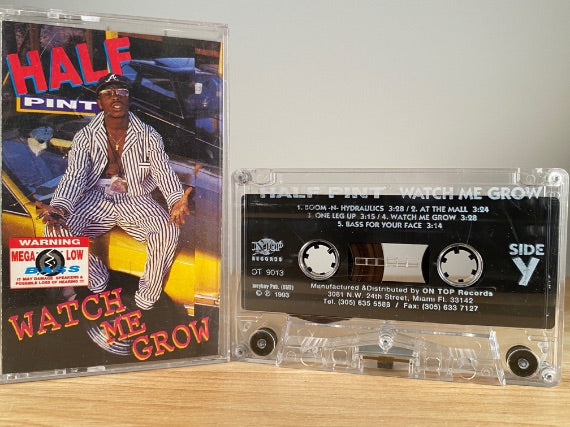 HALF
PINT
WARNING
MEGA LOW
BASS
IT MAY DAMAGE SPEAKERS &
POSSIBLE LOSS OF HEARING !!!
WATCH
ME
GROW
HALF PINT WATCH ME GROW
1. BOOM -N- HYDRAULICS 3:28 / 2. AT THE MALL 3:24
3. ONE LEG UP 3:15 / 4. WATCH ME GROW 3:28
5. BASS FOR YOUR FACE 3:14
SIDE
Y
RECORDS
OT 9013
© ℗ 1993
Manufactured & Distributed by ON TOP Records
3081 N.W. 24th Street, Miami Fl. 33142
Tel. (305) 635 5588 / Fax: (305) 633 7127